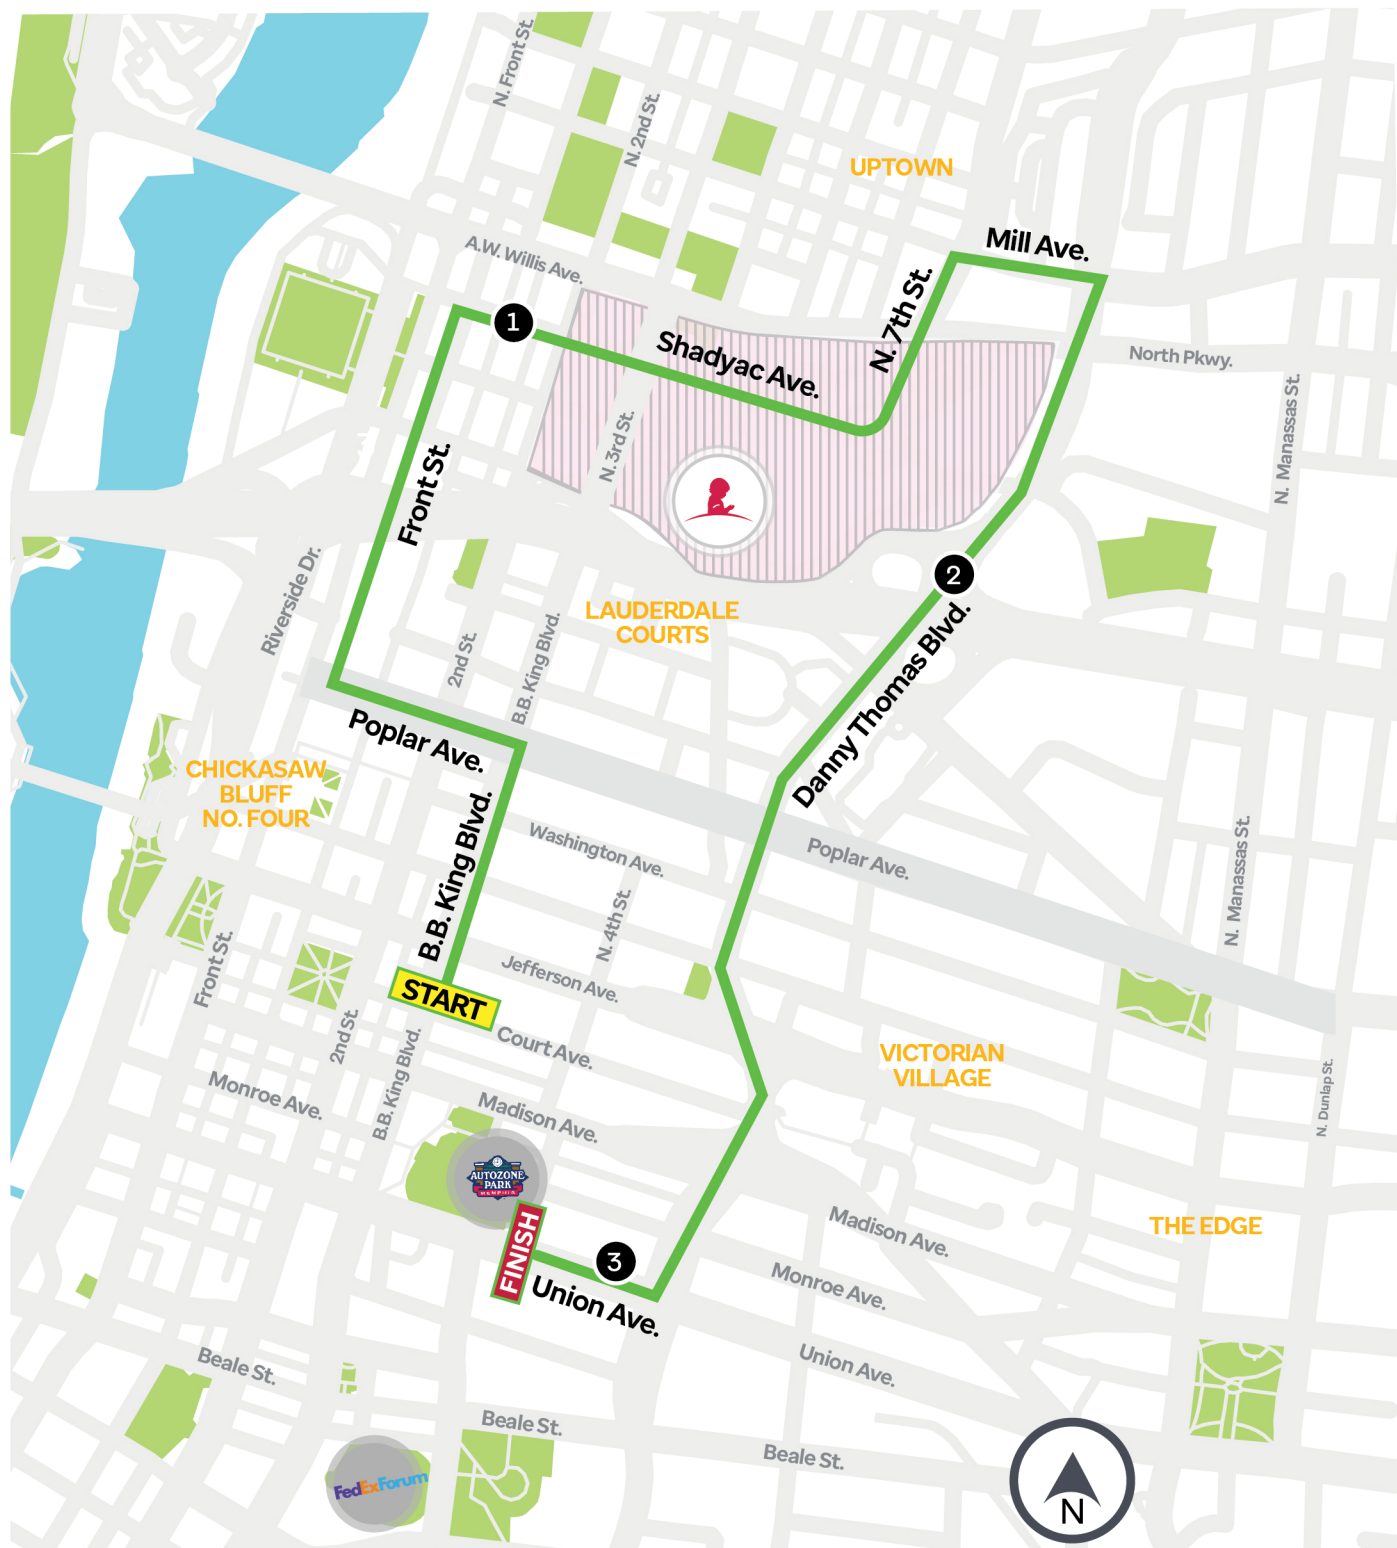 N. Front St.
N. 2nd St.
UPTOWN
A.W. Willis Ave.
Mill Ave.
N. 7th St.
1
Shadyac Ave.
North Pkwy.
N. Manassas St.
N. 3rd St.
Front St.
Riverside Dr.
2
LAUDERDALE
COURTS
2nd St.
B.B. King Blvd.
Danny Thomas Blvd.
Poplar Ave.
CHICKASAW
BLUFF
NO. FOUR
B.B. King Blvd.
Washington Ave.
Poplar Ave.
N. Manassas St.
N. 4th St.
Front St.
Jefferson Ave.
START
2nd St.
Court Ave.
B.B. King Blvd.
VICTORIAN
VILLAGE
N. Dunlap St.
Monroe Ave.
Madison Ave.
AUTOZONE
PARK
MEMPHIS
FINISH
3
Union Ave.
Madison Ave.
THE EDGE
Monroe Ave.
Union Ave.
Beale St.
Beale St.
Beale St.
FedExForum
N